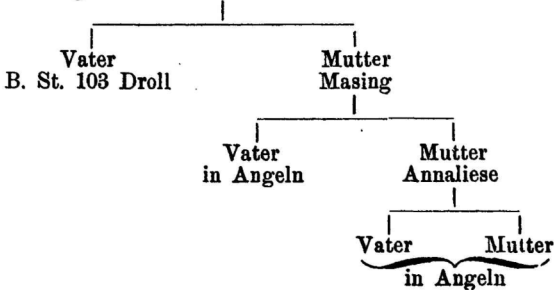 Vater Mutter
B. St. 103 Droll Masing
Vater Mutter
in Angeln Annaliese
Vater Mutter
in Angeln